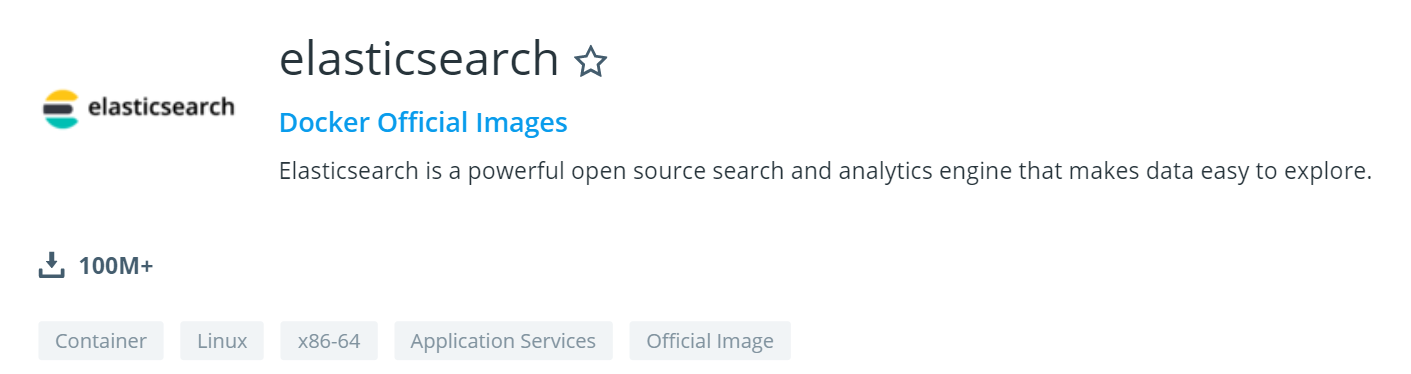 elasticsearch
elasticsearch
Docker Official Images
Elasticsearch is a powerful open source search and analytics engine that makes data easy to explore.
100M+
Container Linux x86-64 Application Services Official Image